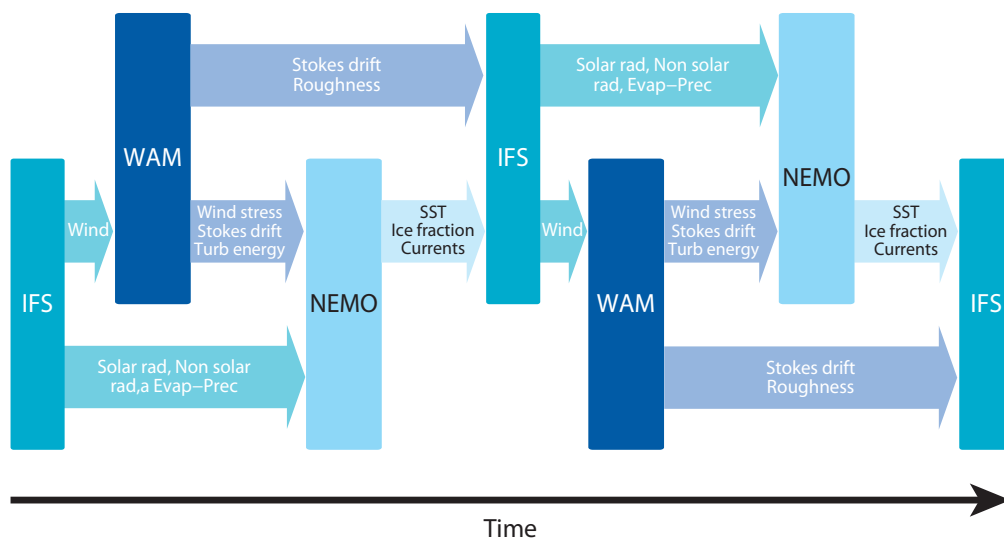 Stokes drift
Roughness
Solar rad, Non solar
rad, Evap−Prec
WAM
IFS
NEMO
Wind
Wind stress
Stokes drift
Turb energy
SST
Ice fraction
Currents
Wind
Wind stress
Stokes drift
Turb energy
SST
Ice fraction
Currents
IFS
NEMO
WAM
IFS
Solar rad, Non solar
rad,a Evap−Prec
Stokes drift
Roughness
Time